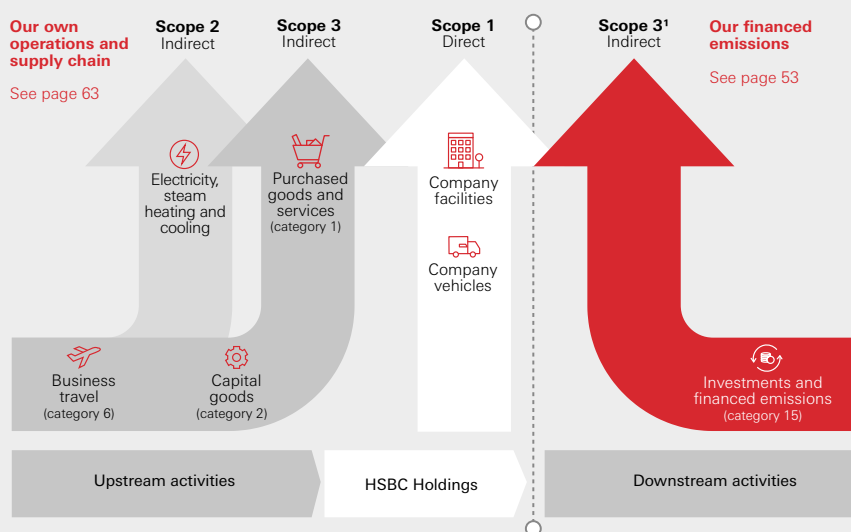 Our own
operations and
supply chain
See page 63
Scope 2
Indirect
Scope 3
Indirect
Scope 1
Direct
Scope 3¹
Indirect
Our financed
emissions
See page 53
Electricity,
steam
heating and
cooling
Purchased
goods and
services
(category 1)
Company
facilities
Company
vehicles
Business
travel
(category 6)
Capital
goods
(category 2)
Investments and
financed emissions
(category 15)
Upstream activities
HSBC Holdings
Downstream activities